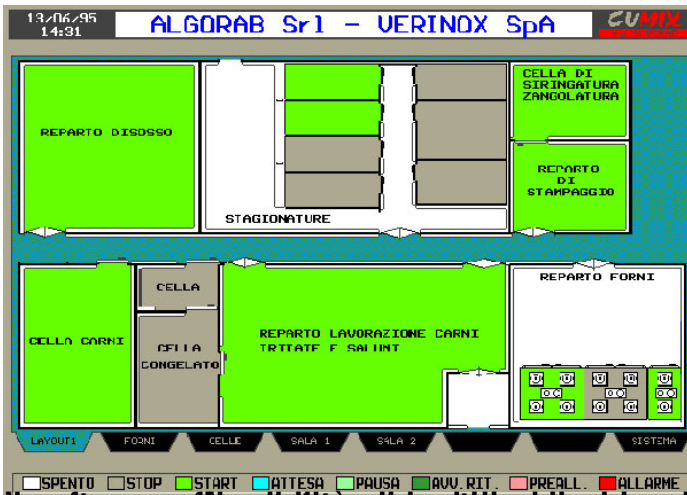 13/06/95
14:31
ALGORAB Srl - VERINOX SpA
CUMIX
CELLA DI
SIRINGATURA
ZANGOLATURA
REPARTO DISOSSO
REPARTO
DI
STAMPAGGIO
STAGIONATURE
REPARTO FORNI
CELLA
CELLA CARNI
CELLA
CONGELATO
REPARTO LAVORAZIONE CARNI
TRITATE E SALUMI
LAYOUT1
FORNI
CELLE
SALA 1
SALA 2
SISTEMA
SPENTO
STOP
START
ATTESA
PAUSA
AVV.RIT.
PREALL.
ALLARME